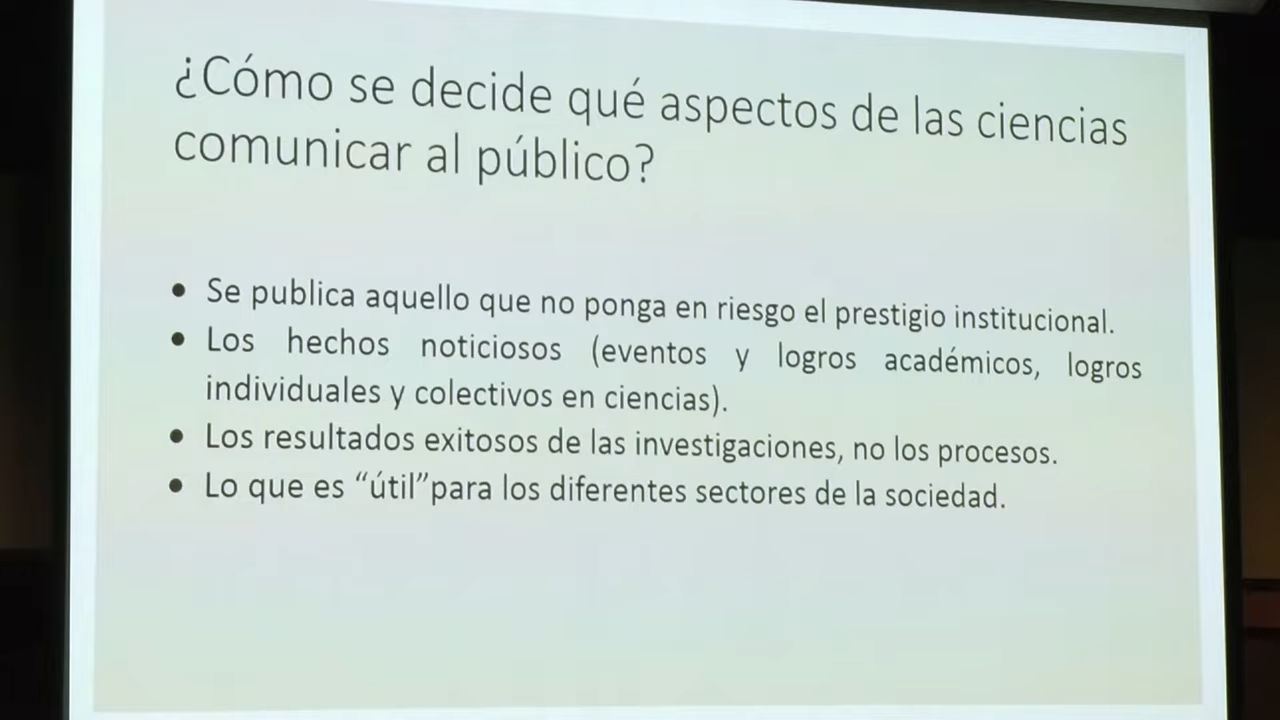 ¿Cómo se decide qué aspectos de las ciencias
comunicar al público?
• Se publica aquello que no ponga en riesgo el prestigio institucional.
• Los hechos noticiosos (eventos y logros académicos, logros
individuales y colectivos en ciencias).
• Los resultados exitosos de las investigaciones, no los procesos.
• Lo que es “útil”para los diferentes sectores de la sociedad.